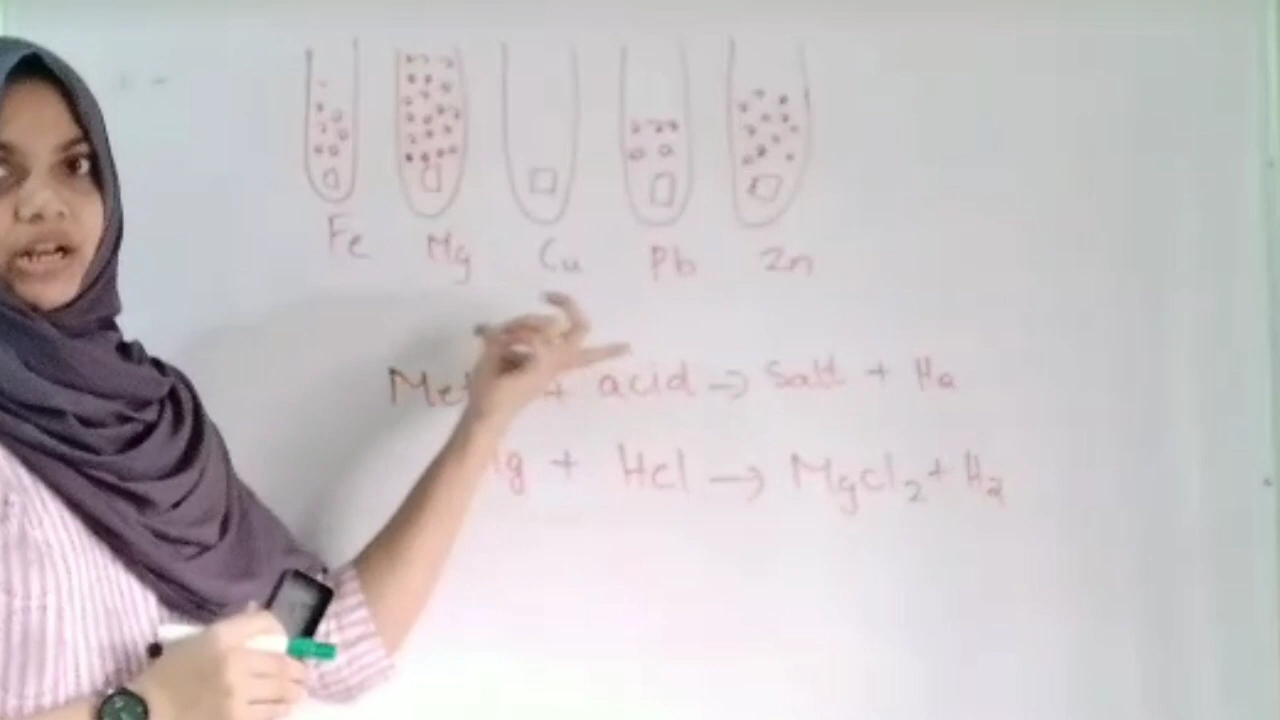 Fe Mg Cu Pb Zn
+ acid → Salt + H2
+ Hcl → Mgcl2 + H2